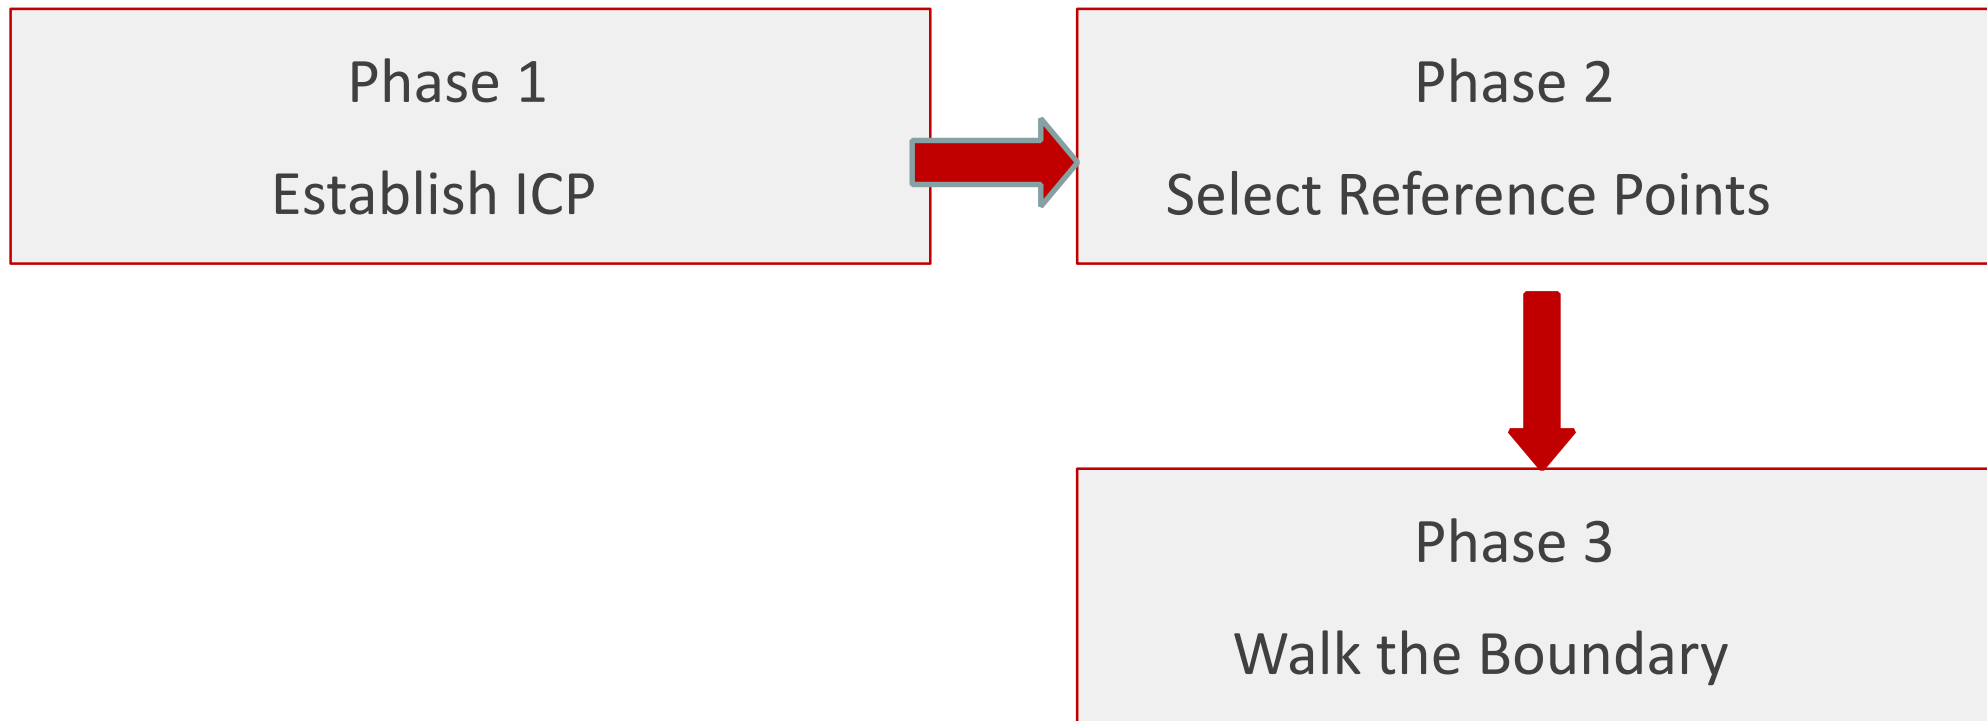 Phase 1
Establish ICP
Phase 2
Select Reference Points
Phase 3
Walk the Boundary